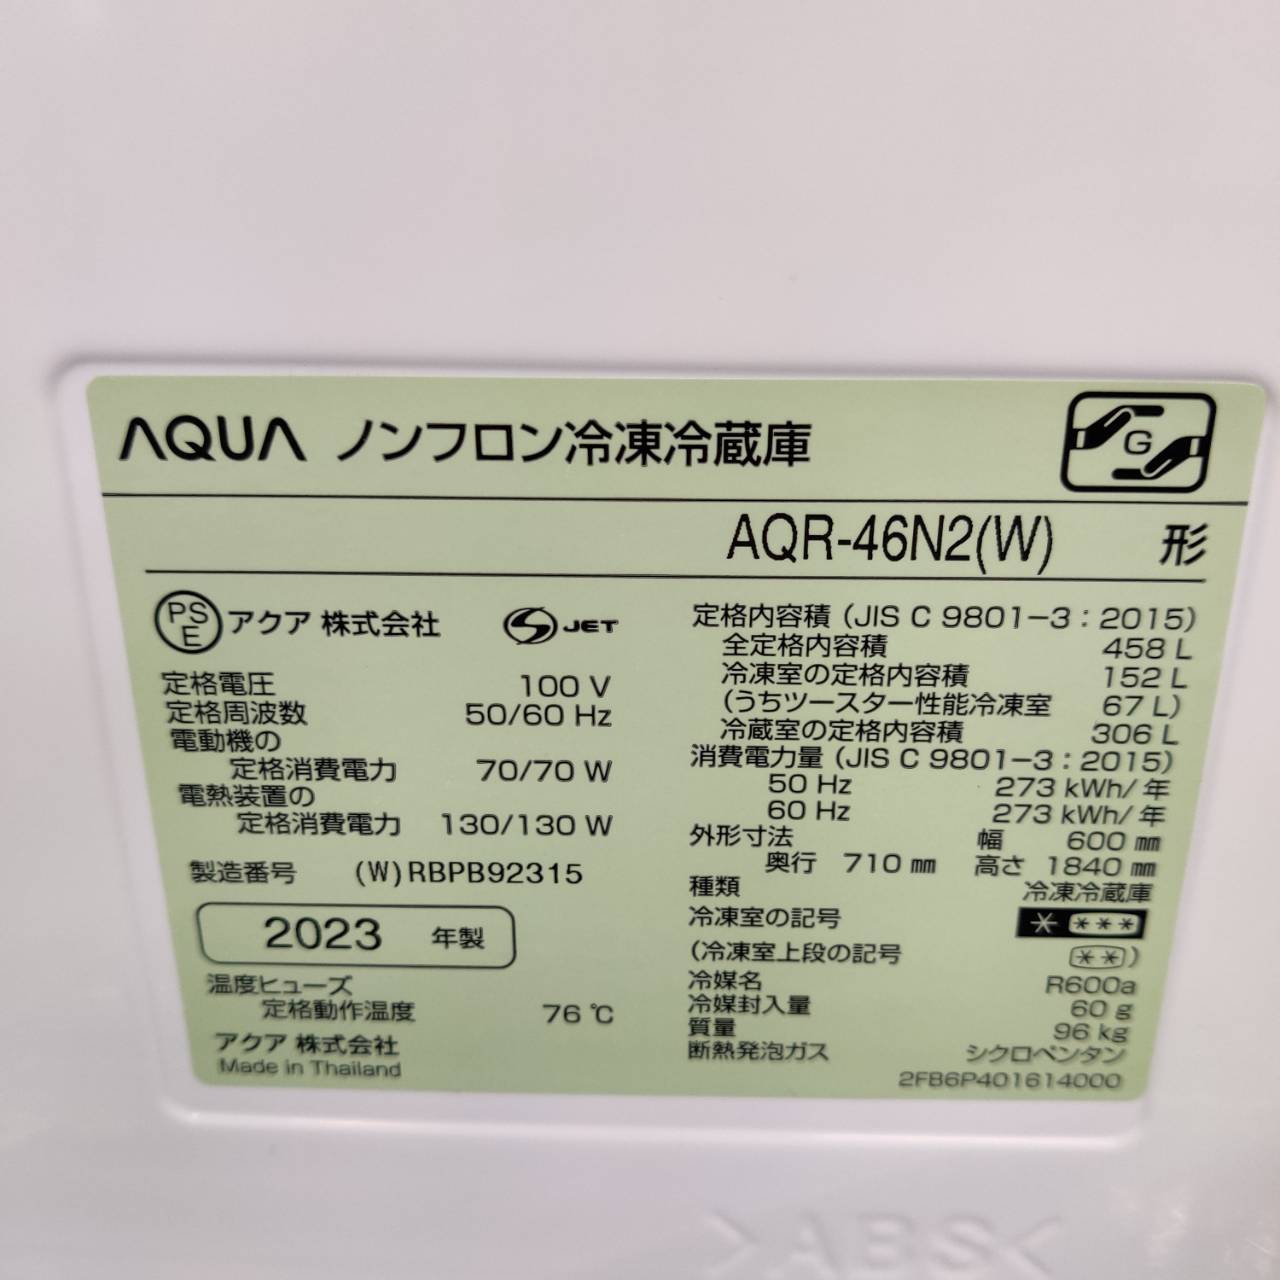 AQUA ノンフロン冷凍冷蔵庫
G
AQR-46N2(W) 形
PSE アクア 株式会社 S JET
定格電圧 100 V
定格周波数 50/60 Hz
電動機の
定格消費電力 70/70 W
電熱装置の
定格消費電力 130/130 W
製造番号 (W)RBPB92315
2023 年製
温度ヒューズ
定格動作温度 76 ℃
アクア 株式会社
Made in Thailand
定格内容積 (JIS C 9801-3:2015)
全定格内容積 458 L
冷凍室の定格内容積 152 L
(うちツースター性能冷凍室 67 L)
冷蔵室の定格内容積 306 L
消費電力量 (JIS C 9801-3:2015)
50 Hz 273 kWh/年
60 Hz 273 kWh/年
外形寸法 幅 600 ㎜
奥行 710 ㎜ 高さ 1840 ㎜
種類 冷凍冷蔵庫
冷凍室の記号 * ***
(冷凍室上段の記号 **)
冷媒名 R600a
冷媒封入量 60 g
質量 96 kg
断熱発泡ガス シクロペンタン
2FB6P401614000
>ABS<